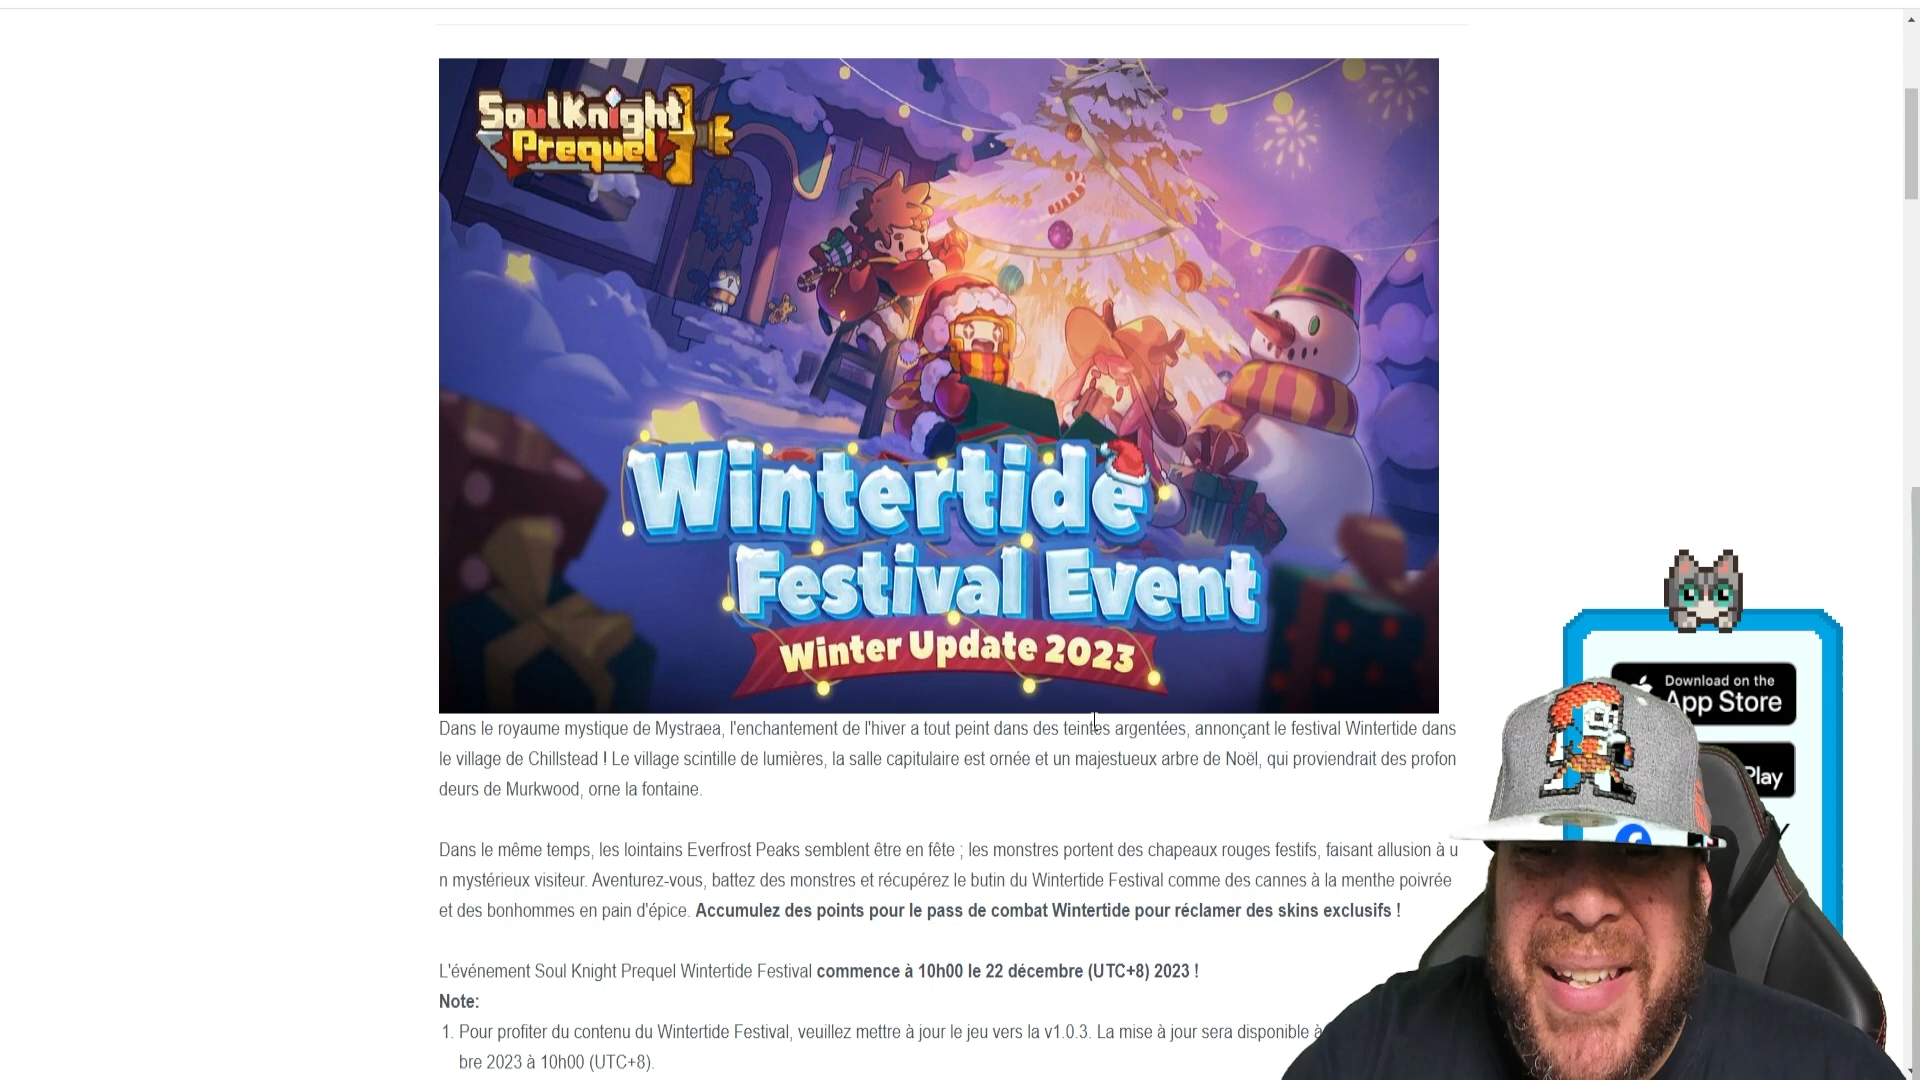 SoulKnight
Prequel
Wintertide
Festival Event
Winter Update 2023
Dans le royaume mystique de Mystraea, l'enchantement de l'hiver a tout peint dans des teintes argentées, annonçant le festival Wintertide dans
le village de Chillstead ! Le village scintille de lumières, la salle capitulaire est ornée et un majestueux arbre de Noël, qui proviendrait des profon
deurs de Murkwood, orne la fontaine.
Dans le même temps, les lointains Everfrost Peaks semblent être en fête ; les monstres portent des chapeaux rouges festifs, faisant allusion à u
n mystérieux visiteur. Aventurez-vous, battez des monstres et récupérez le butin du Wintertide Festival comme des cannes à la menthe poivrée
et des bonhommes en pain d'épice. Accumulez des points pour le pass de combat Wintertide pour réclamer des skins exclusifs !
L'événement Soul Knight Prequel Wintertide Festival commence à 10h00 le 22 décembre (UTC+8) 2023 !
Note:
1. Pour profiter du contenu du Wintertide Festival, veuillez mettre à jour le jeu vers la v1.0.3. La mise à jour sera disponible à
bre 2023 à 10h00 (UTC+8).
Download on the
App Store
Play